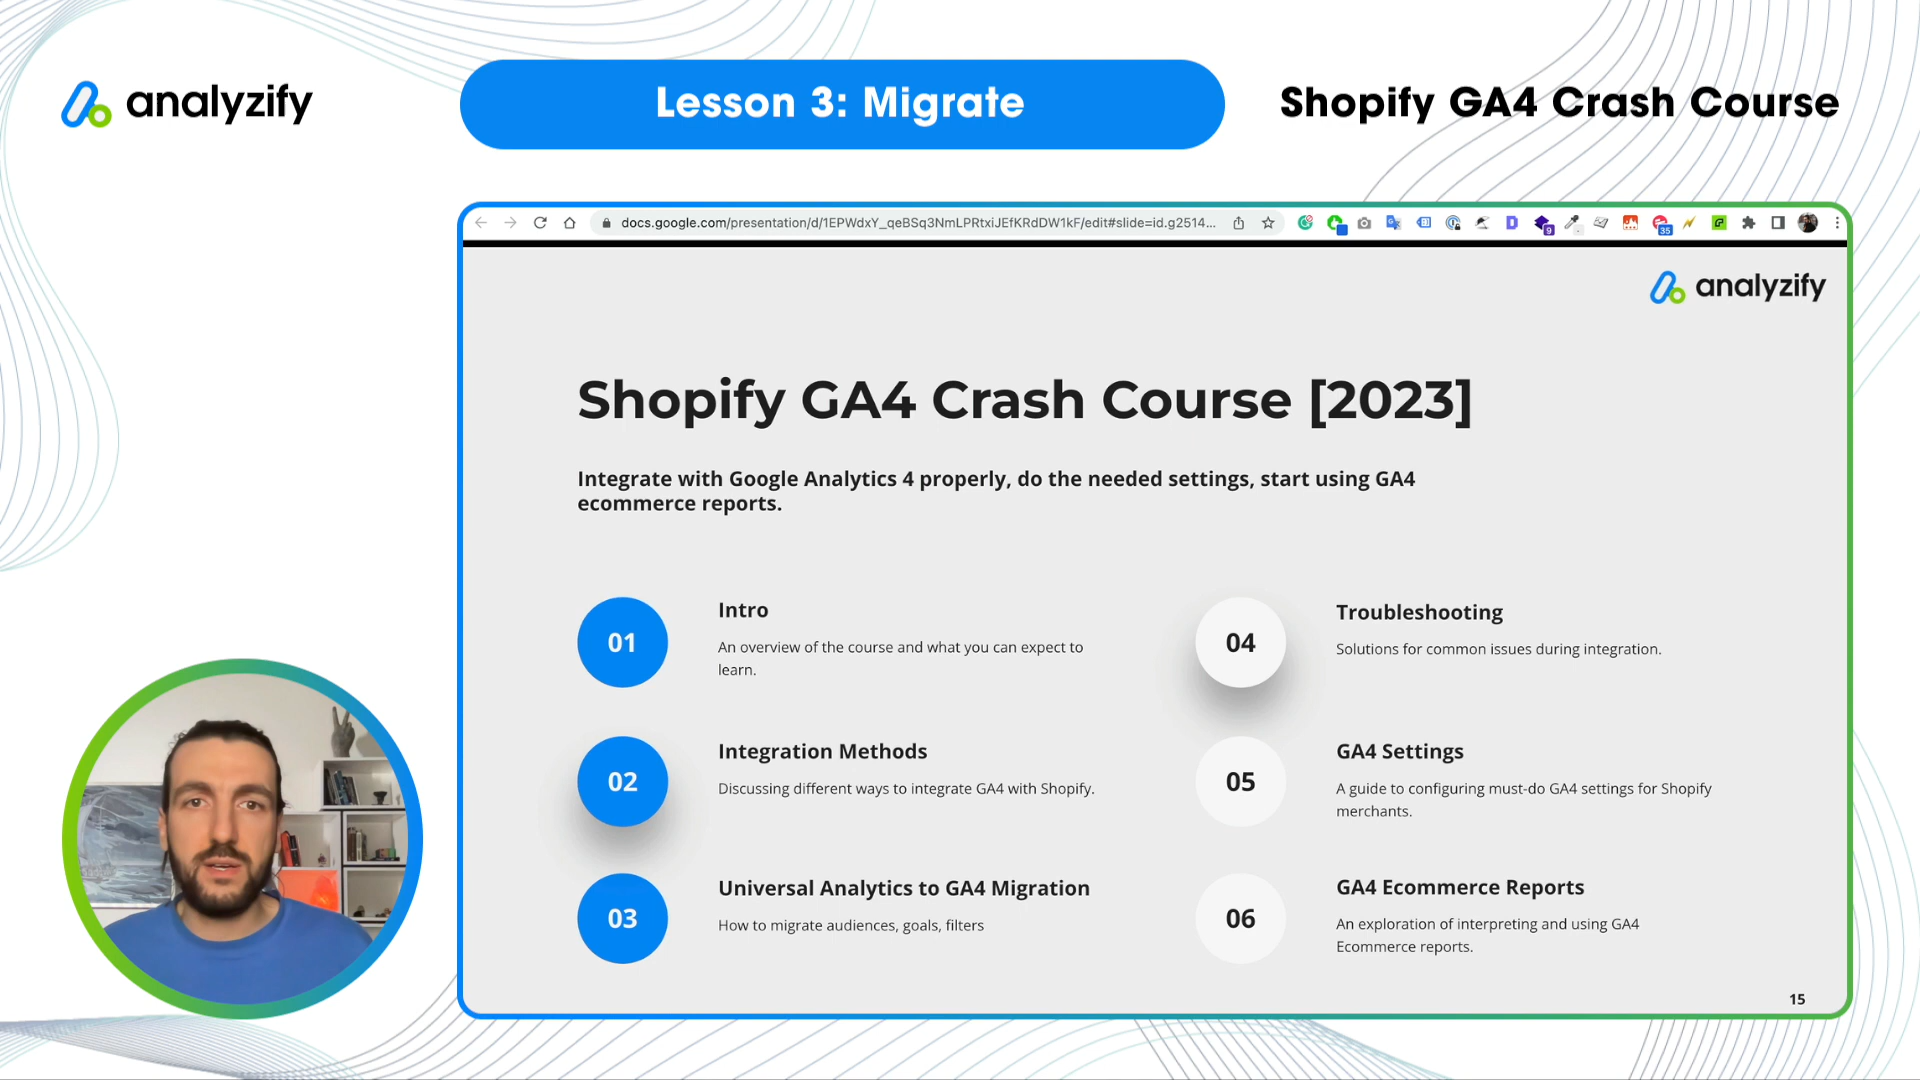 analyzify
Lesson 3: Migrate
Shopify GA4 Crash Course
docs.google.com/presentation/d/1EPWdxY_qeBSq3NmLPRtxiJEfKRdDW1kF/edit#slide=id.g2514...
9
35
analyzify
Shopify GA4 Crash Course [2023]
Integrate with Google Analytics 4 properly, do the needed settings, start using GA4
ecommerce reports.
01
Intro
An overview of the course and what you can expect to
learn.
02
Integration Methods
Discussing different ways to integrate GA4 with Shopify.
03
Universal Analytics to GA4 Migration
How to migrate audiences, goals, filters
04
Troubleshooting
Solutions for common issues during integration.
05
GA4 Settings
A guide to configuring must-do GA4 settings for Shopify
merchants.
06
GA4 Ecommerce Reports
An exploration of interpreting and using GA4
Ecommerce reports.
15